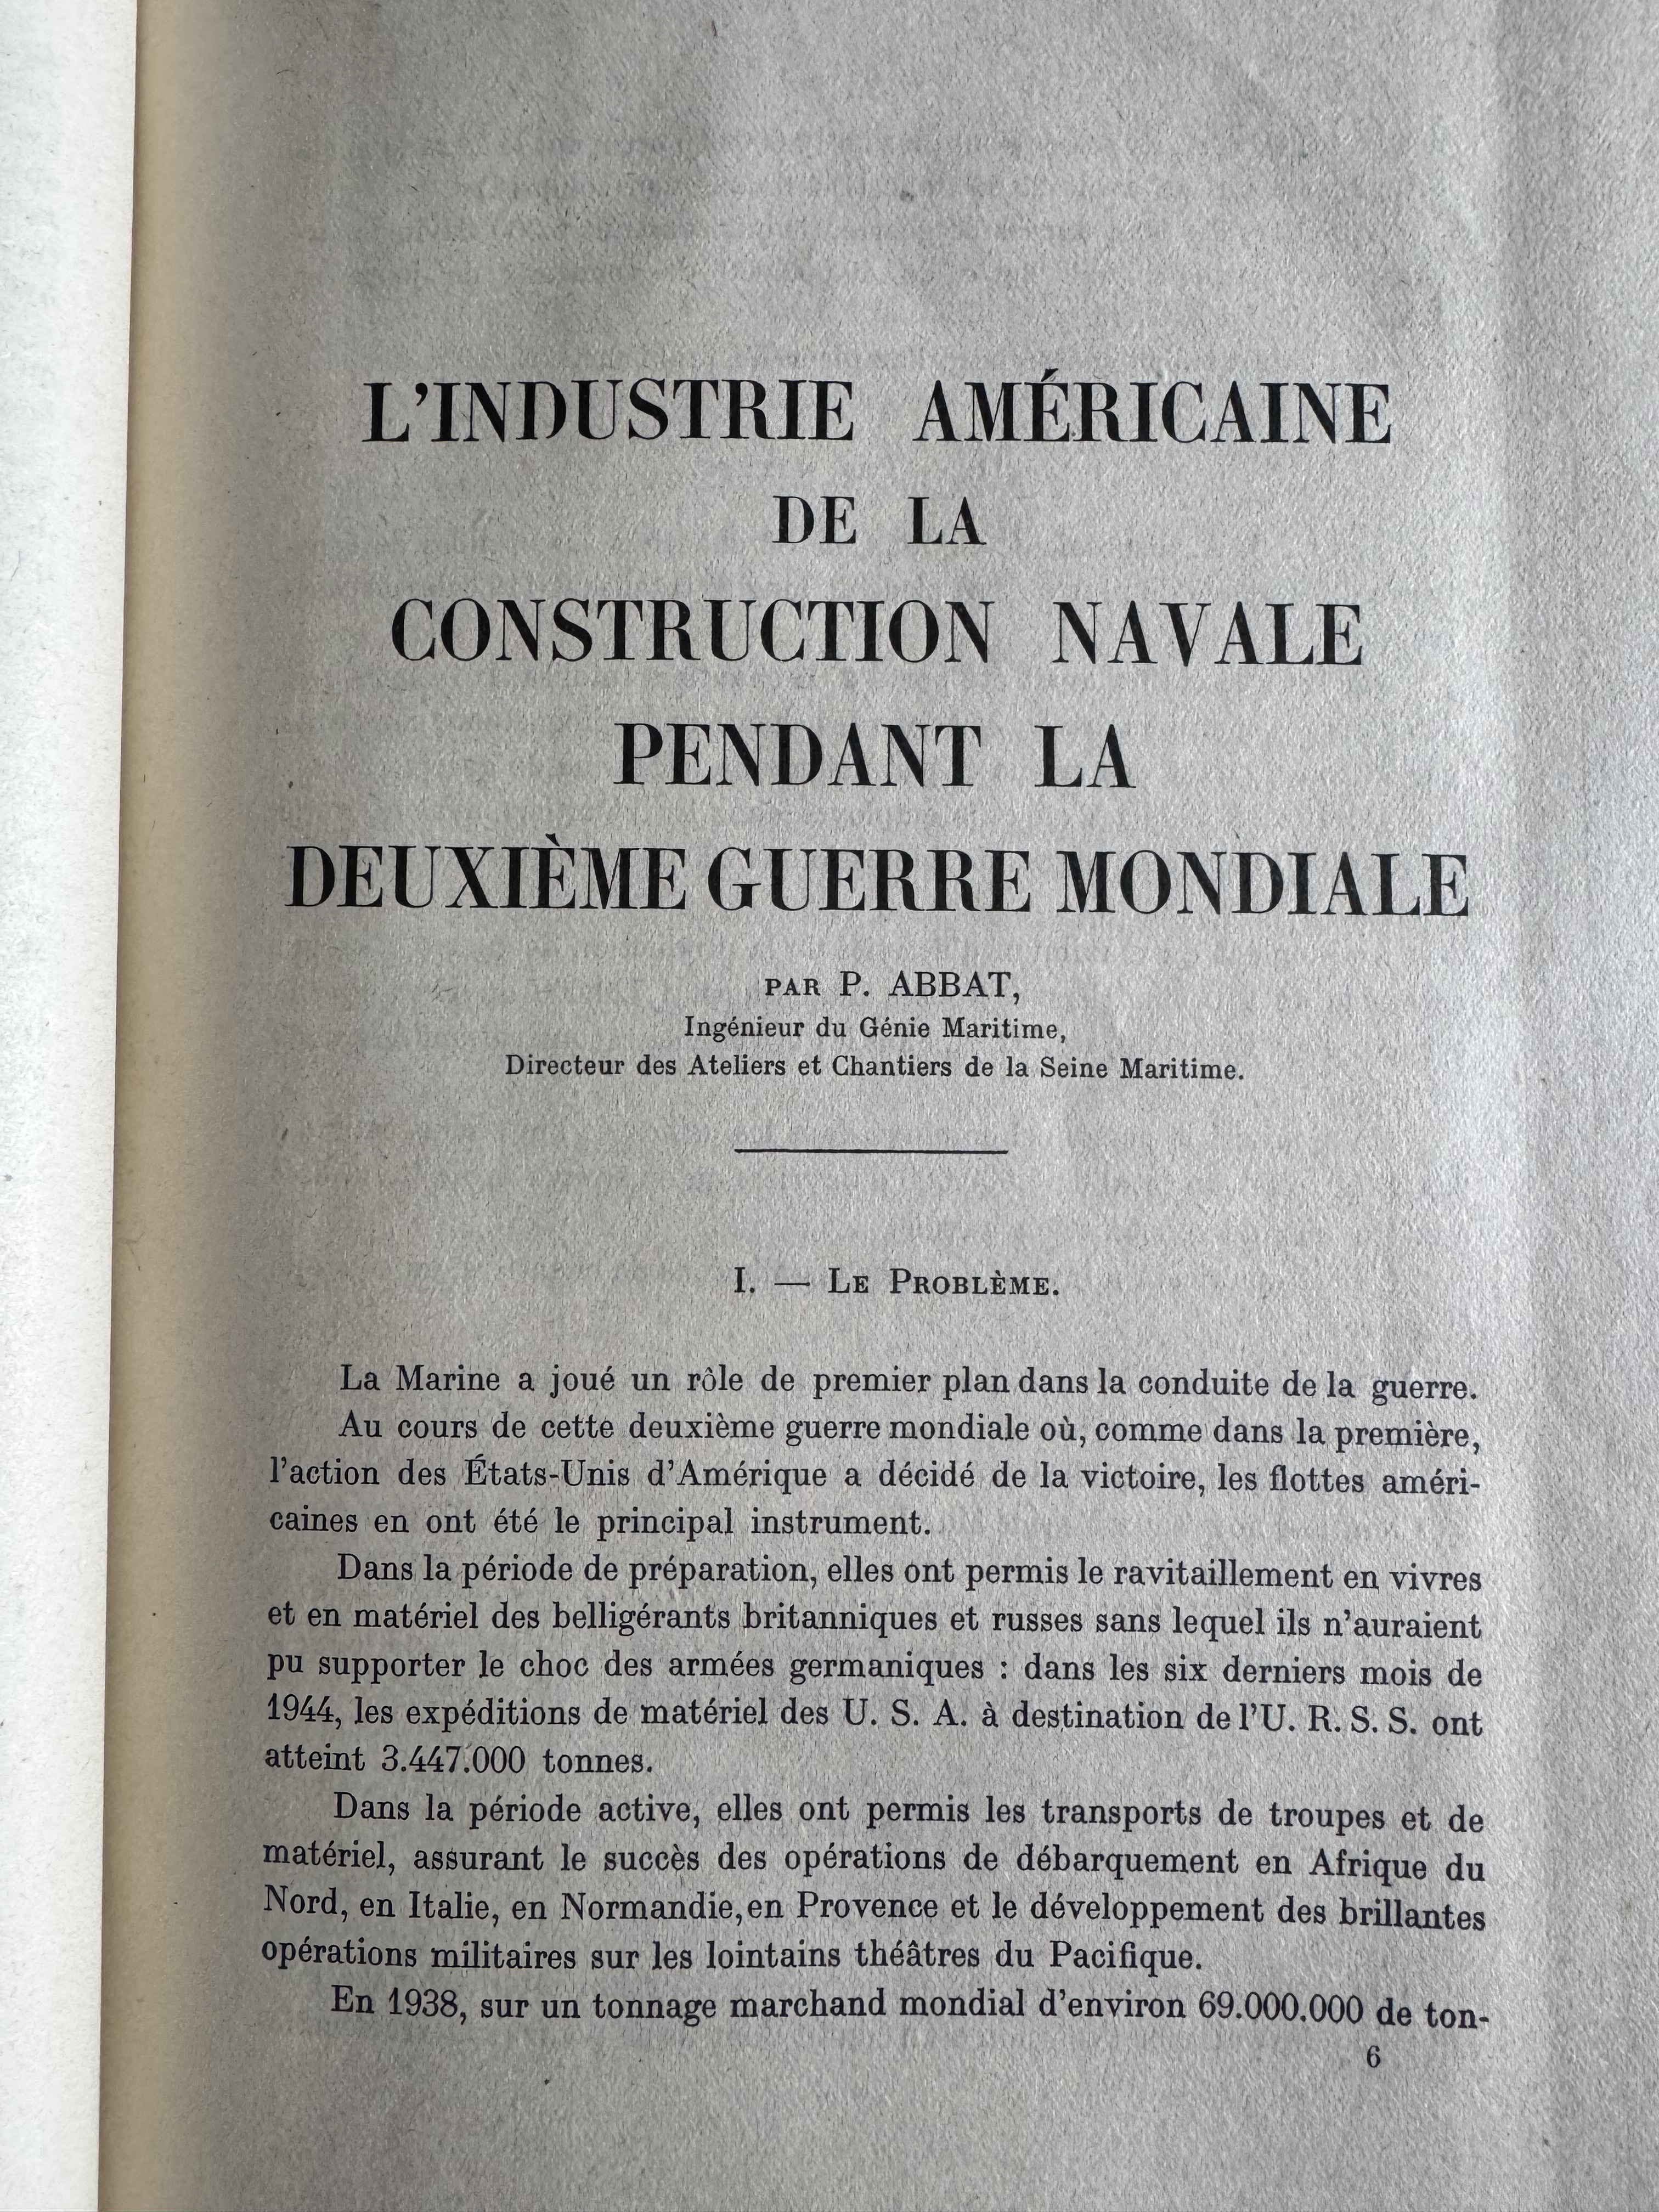 L'INDUSTRIE AMÉRICAINE
DE LA
CONSTRUCTION NAVALE
PENDANT LA
DEUXIÈME GUERRE MONDIALE
PAR P. ABBAT,
Ingénieur du Génie Maritime,
Directeur des Ateliers et Chantiers de la Seine Maritime.
I. — LE PROBLÈME.
La Marine a joué un rôle de premier plan dans la conduite de la guerre.
Au cours de cette deuxième guerre mondiale où, comme dans la première,
l'action des États-Unis d'Amérique a décidé de la victoire, les flottes améri-
caines en ont été le principal instrument.
Dans la période de préparation, elles ont permis le ravitaillement en vivres
et en matériel des belligérants britanniques et russes sans lequel ils n'auraient
pu supporter le choc des armées germaniques : dans les six derniers mois de
1944, les expéditions de matériel des U. S. A. à destination de l'U. R. S. S. ont
atteint 3.447.000 tonnes.
Dans la période active, elles ont permis les transports de troupes et de
matériel, assurant le succès des opérations de débarquement en Afrique du
Nord, en Italie, en Normandie, en Provence et le développement des brillantes
opérations militaires sur les lointains théâtres du Pacifique.
En 1938, sur un tonnage marchand mondial d'environ 69.000.000 de ton-
6